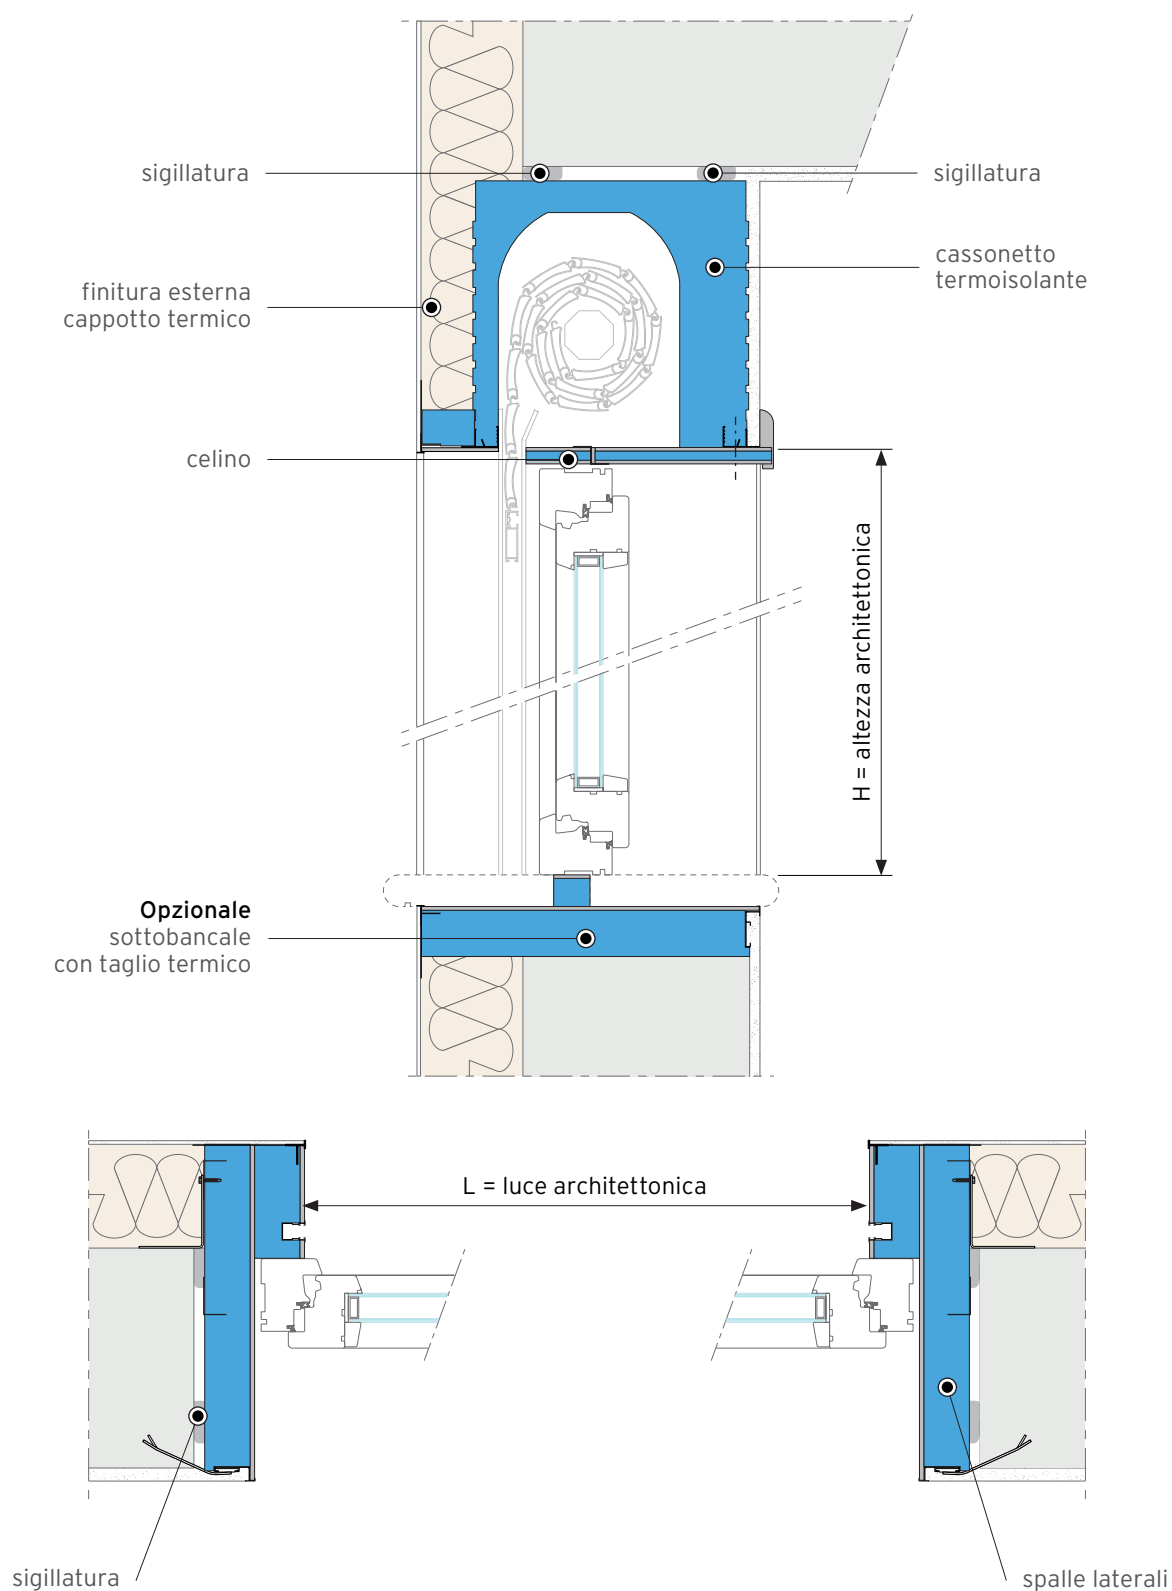 sigillatura
sigillatura
cassonetto
termoisolante
finitura esterna
cappotto termico
celino
H = altezza architettonica
Opzionale
sottobancale
con taglio termico
L = luce architettonica
sigillatura
spalle laterali